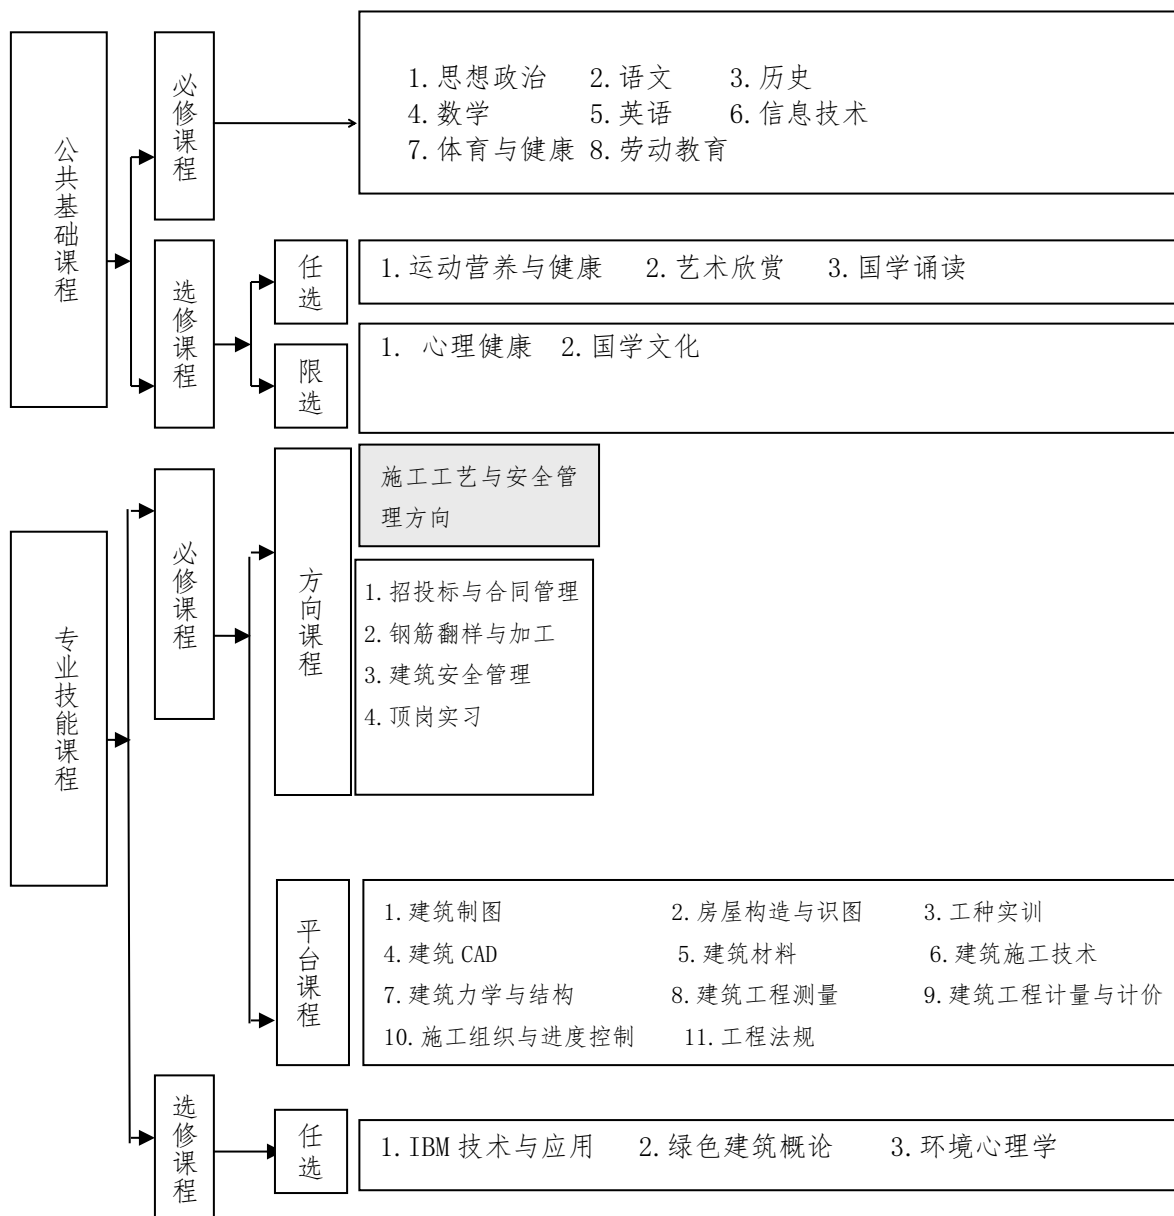 公共基础课程
必修课程
1.思想政治 2.语文 3.历史
4.数学 5.英语 6.信息技术
7.体育与健康 8.劳动教育
选修课程
任选
1.运动营养与健康 2.艺术欣赏 3.国学诵读
限选
1. 心理健康 2.国学文化
专业技能课程
必修课程
方向课程
施工工艺与安全管
理方向
1.招投标与合同管理
2.钢筋翻样与加工
3.建筑安全管理
4.顶岗实习
平台课程
1.建筑制图 2.房屋构造与识图 3.工种实训
4.建筑 CAD 5.建筑材料 6.建筑施工技术
7.建筑力学与结构 8.建筑工程测量 9.建筑工程计量与计价
10.施工组织与进度控制 11.工程法规
选修课程
任选
1.IBM 技术与应用 2.绿色建筑概论 3.环境心理学